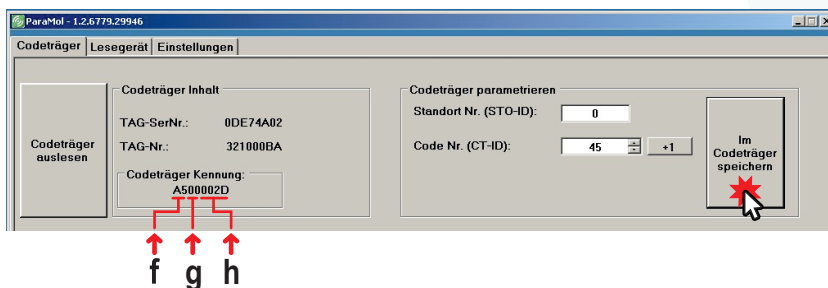 ParaMol - 1.2.6779.29946
Codeträger Lesegerät Einstellungen
Codeträger auslesen
Codeträger Inhalt
TAG-SerNr.: 0DE74A02
TAG-Nr.: 321000BA
Codeträger Kennung:
A500002D
Codeträger parametrieren
Standort Nr. (STO-ID): 0
Code Nr. (CT-ID): 45 +1
Im
Codeträger
speichern
f g h